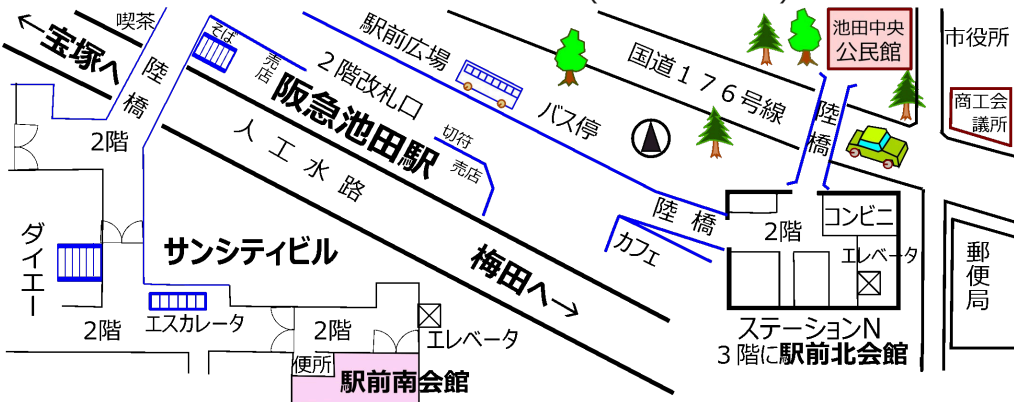 ←宝塚へ
喫茶
陸橋
そば
売店
駅前広場
2階改札口
阪急池田駅
切符
売店
人工水路
バス停
国道176号線
池田中央
公民館
市役所
商工会
議所
陸橋
2階
ダイエー
サンシティビル
梅田へ→
カフェ
陸橋
2階
コンビニ
エレベータ
郵便局
2階
エスカレータ
2階
エレベータ
便所
駅前南会館
ステーションN
3階に駅前北会館